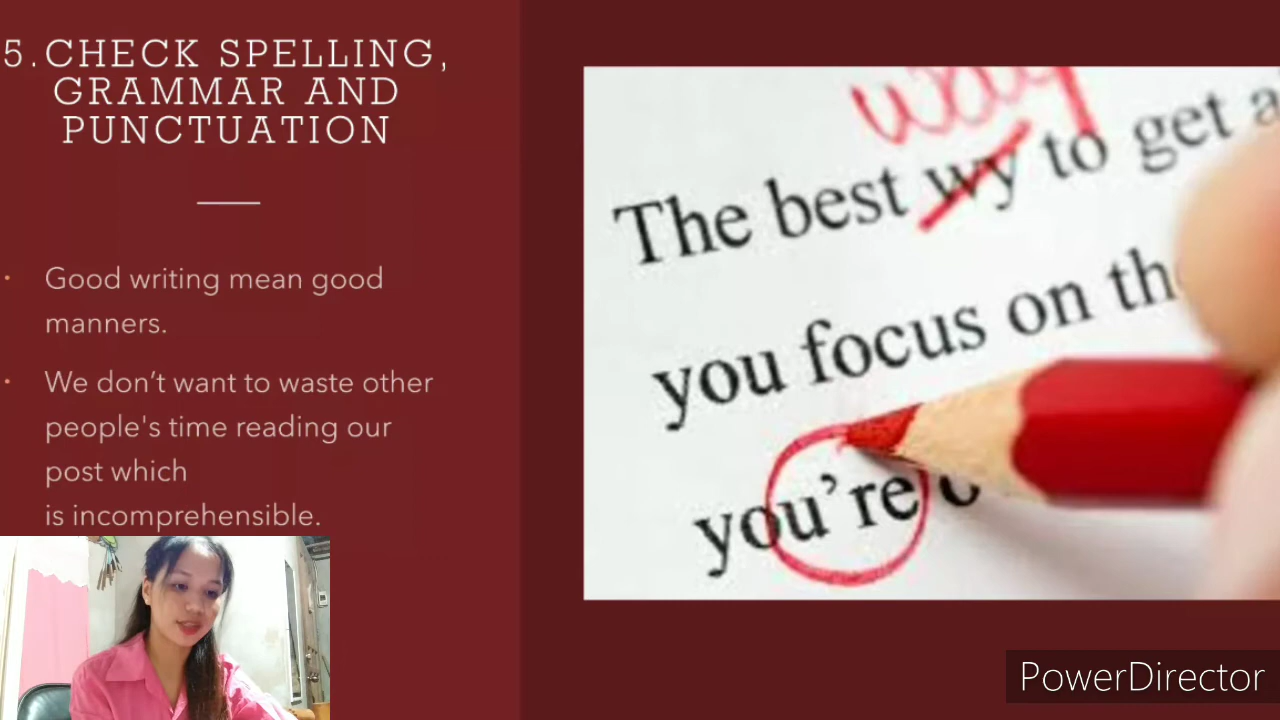 5.CHECK SPELLING,
GRAMMAR AND
PUNCTUATION
Good writing mean good
manners.
We don’t want to waste other
people's time reading our
post which
is incomprehensible.
way
The best wy to get a
you focus on th
you’re
PowerDirector